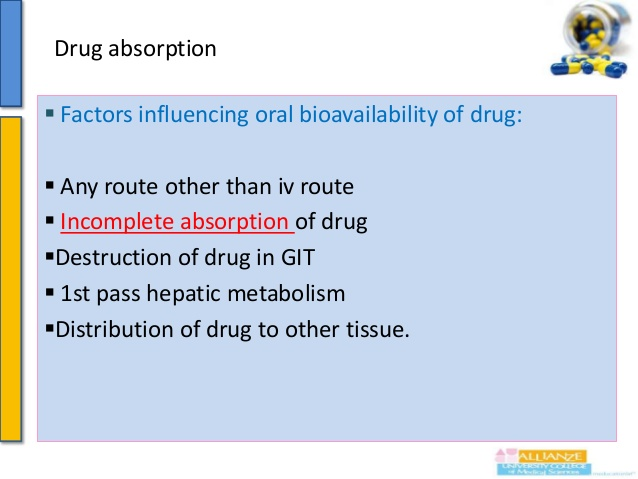 Drug absorption
▪ Factors influencing oral bioavailability of drug:
▪ Any route other than iv route
▪ Incomplete absorption of drug
▪Destruction of drug in GIT
▪ 1st pass hepatic metabolism
▪Distribution of drug to other tissue.
ALLIANZE
UNIVERSITY COLLEGE
of Medical Sciences